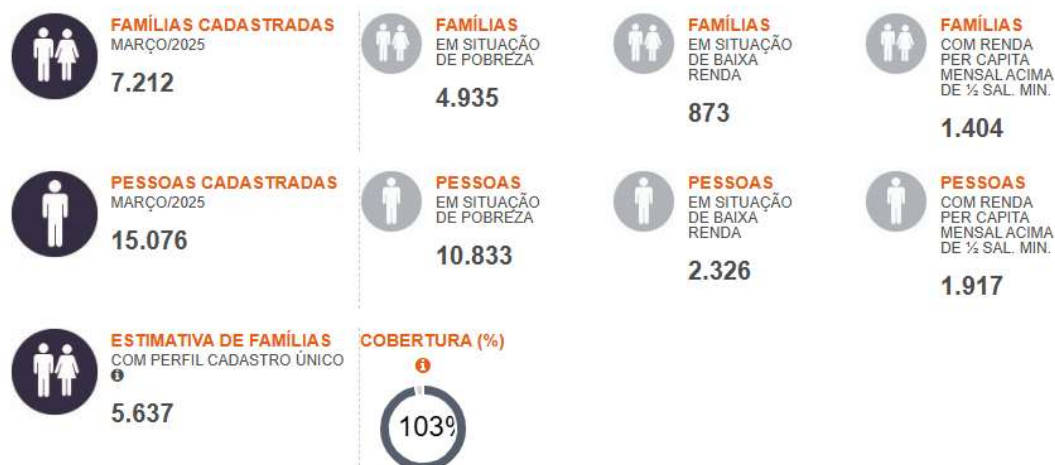 FAMÍLIAS CADASTRADAS
MARÇO/2025
7.212
FAMÍLIAS
EM SITUAÇÃO
DE POBREZA
4.935
FAMÍLIAS
EM SITUAÇÃO
DE BAIXA
RENDA
873
FAMÍLIAS
COM RENDA
PER CAPITA
MENSAL ACIMA
DE ½ SAL. MIN.
1.404
PESSOAS CADASTRADAS
MARÇO/2025
15.076
PESSOAS
EM SITUAÇÃO
DE POBREZA
10.833
PESSOAS
EM SITUAÇÃO
DE BAIXA
RENDA
2.326
PESSOAS
COM RENDA
PER CAPITA
MENSAL ACIMA
DE ½ SAL. MIN.
1.917
ESTIMATIVA DE FAMÍLIAS
COM PERFIL CADASTRO ÚNICO
5.637
COBERTURA (%)
103%